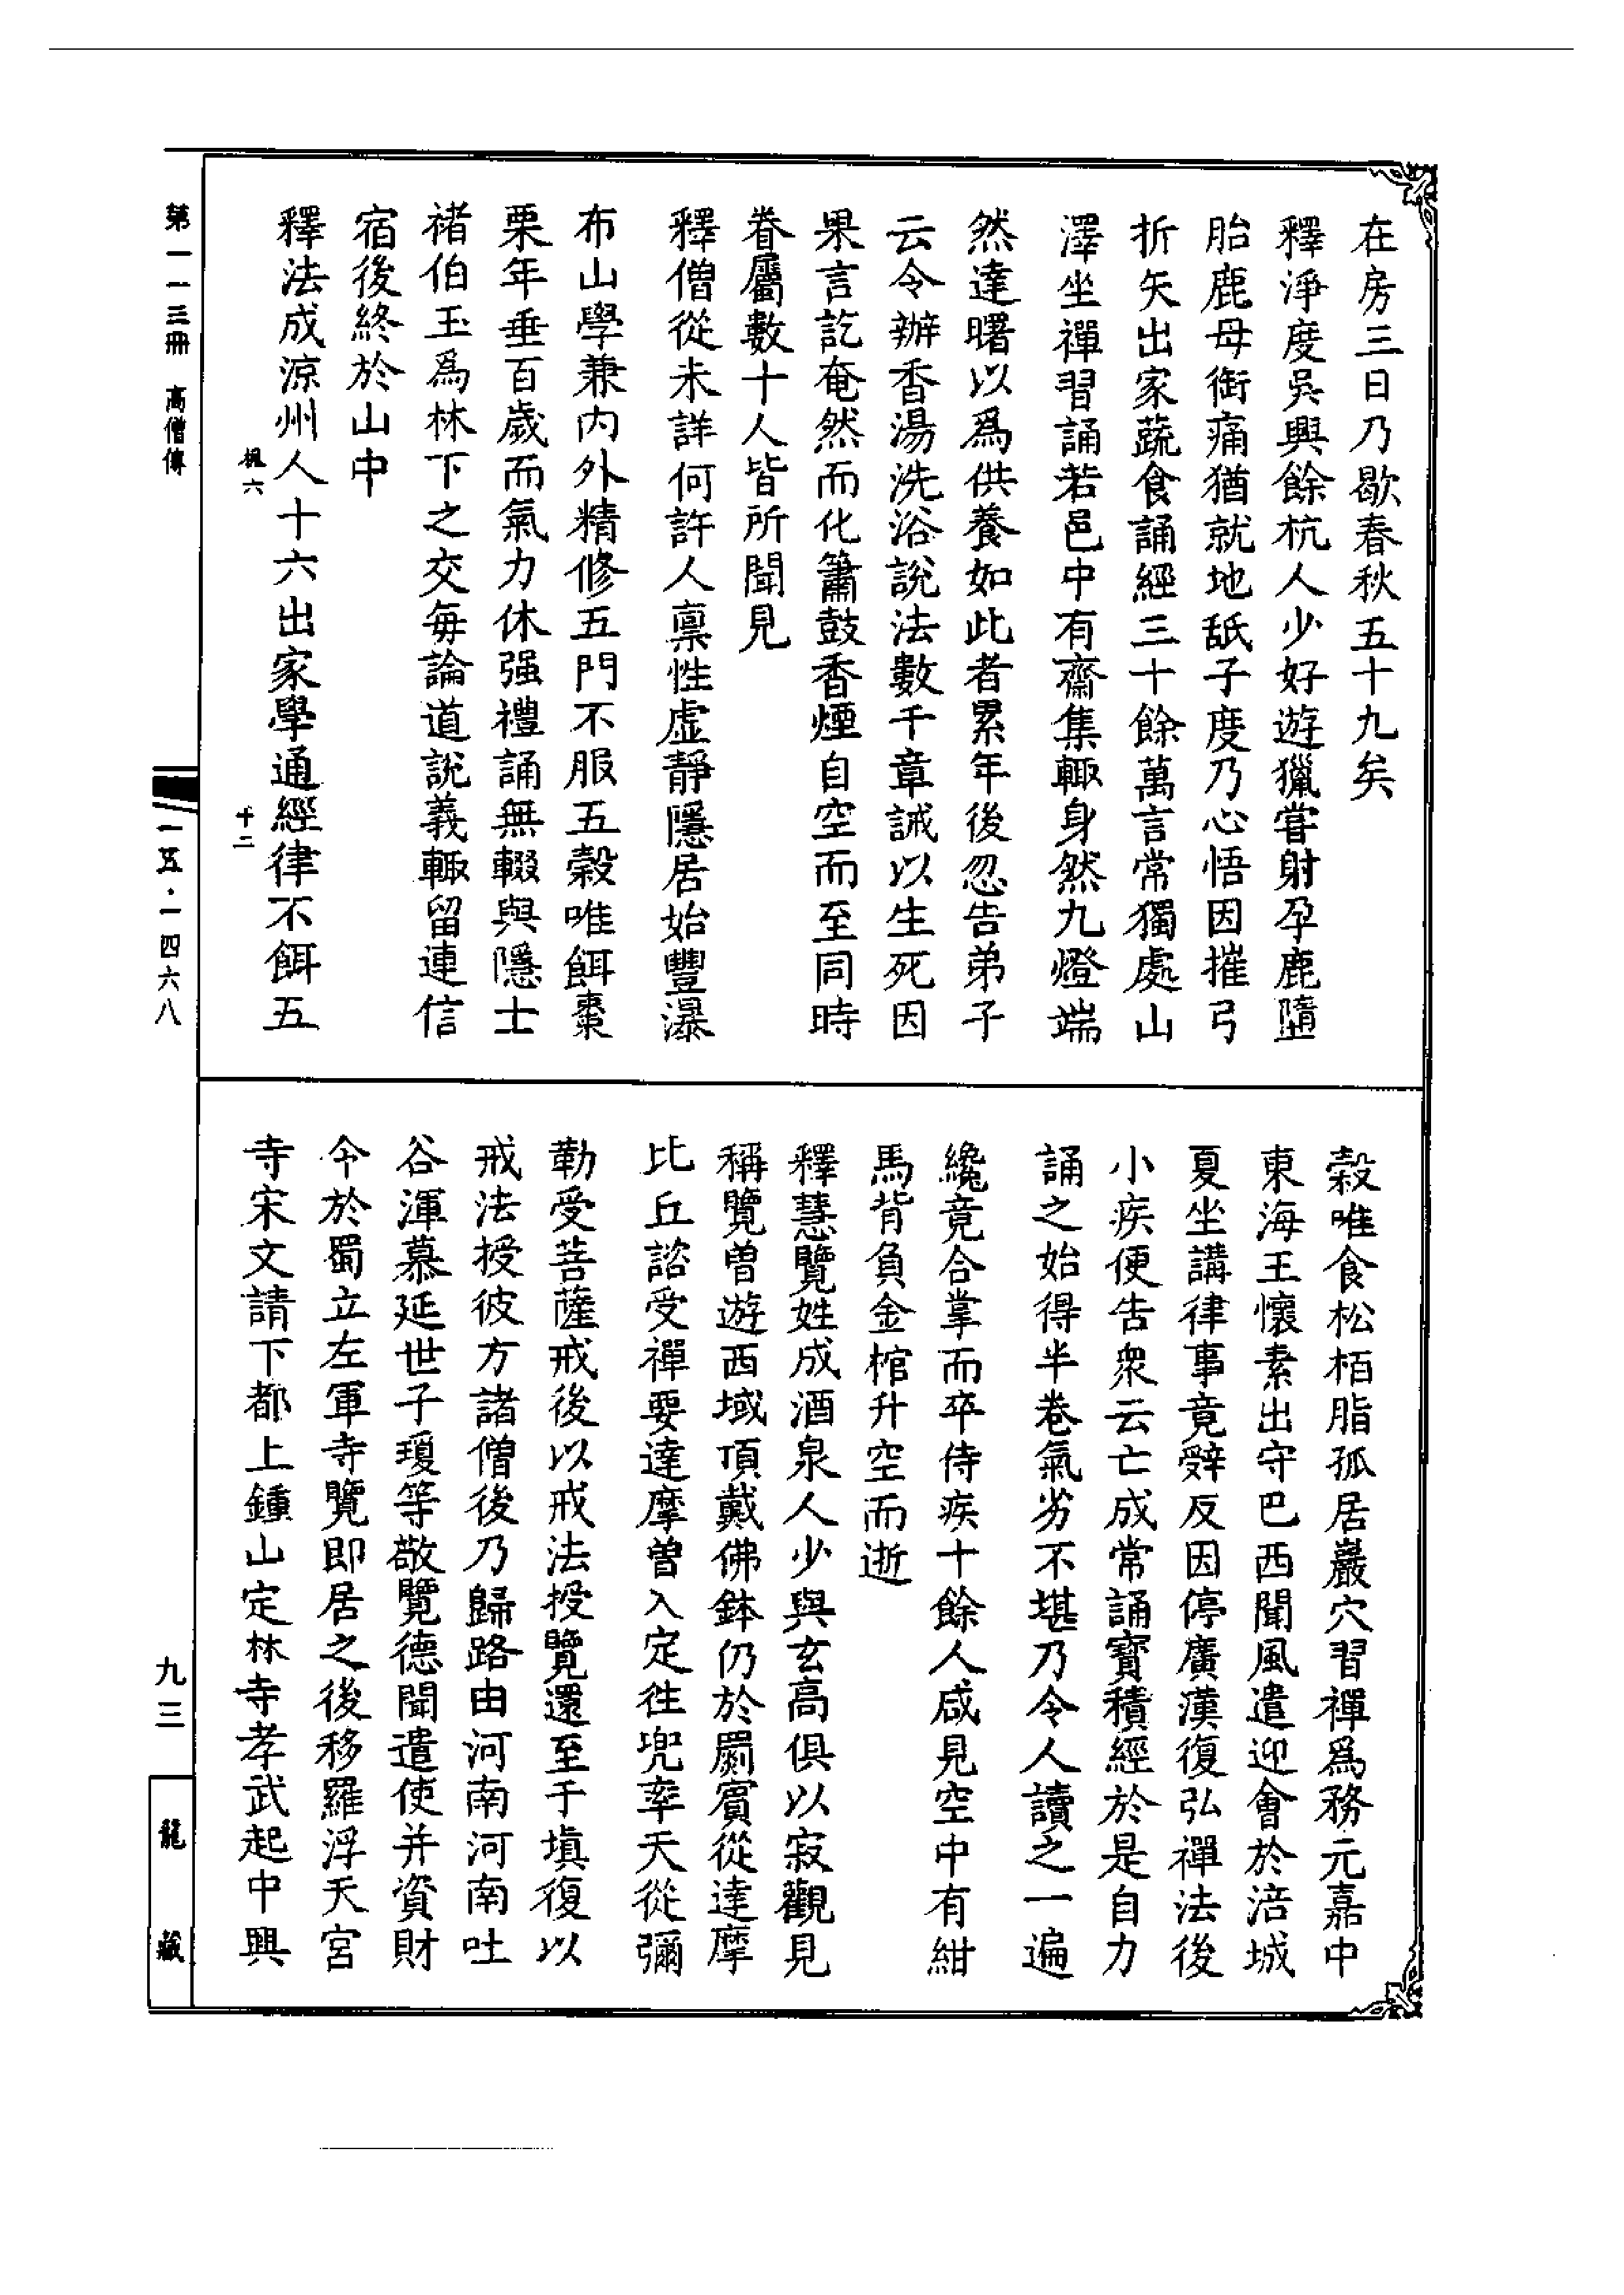 在房三日乃歇春秋五十九矣
釋淨度吳興餘杭人少好遊獵甞射孕鹿隨
胎鹿母銜痛猶就地舐子度乃心悟因摧弓
折矢出家蔬食誦經三十餘萬言常獨處山
澤坐禪習誦若邑中有齋集輙身然九燈端
然達曙以爲供養如此者累年後忽告弟子
云令辦香湯洗浴說法數千章誡以生死因
果言訖奄然而化簫鼓香煙自空而至同時
眷屬數十人皆所聞見
釋僧從未詳何許人禀性虛靜隱居始豐瀑
布山學兼内外精修五門不服五穀唯餌棗
栗年垂百歲而氣力休强禮誦無輟與隱士
褚伯玉爲林下之交每論道說義輙留連信
宿後終於山中
釋法成涼州人十六出家學通經律不餌五
穀唯食松栢脂孤居巖穴習禪爲務元嘉中
東海王懷素出守巴西聞風遣迎會於涪城
夏坐講律事竟辤反因停廣漢復弘禪法後
小疾便告衆云亡成常誦寳積經於是自力
誦之始得半卷氣劣不堪乃令人讀之一遍
纔竟合掌而卒侍疾十餘人咸見空中有紺
馬背負金棺升空而逝
釋慧覽姓成酒泉人少與玄高俱以寂觀見
稱覽曾遊西域頂戴佛鉢仍於罽賓從達摩
比丘諮受禪要達摩曾入定往兜率天從彌
勒受菩薩戒後以戒法授覽還至于塡復以
戒法授彼方諸僧後乃歸路由河南河南吐
谷渾慕延世子瓊等敬覽德聞遣使并資財
令於蜀立左軍寺覽即居之後移羅浮天宮
寺宋文請下都上鍾山定林寺孝武起中興
第一一三冊 高僧傳
楓六
十二
一五·一四六八
九三
龍藏